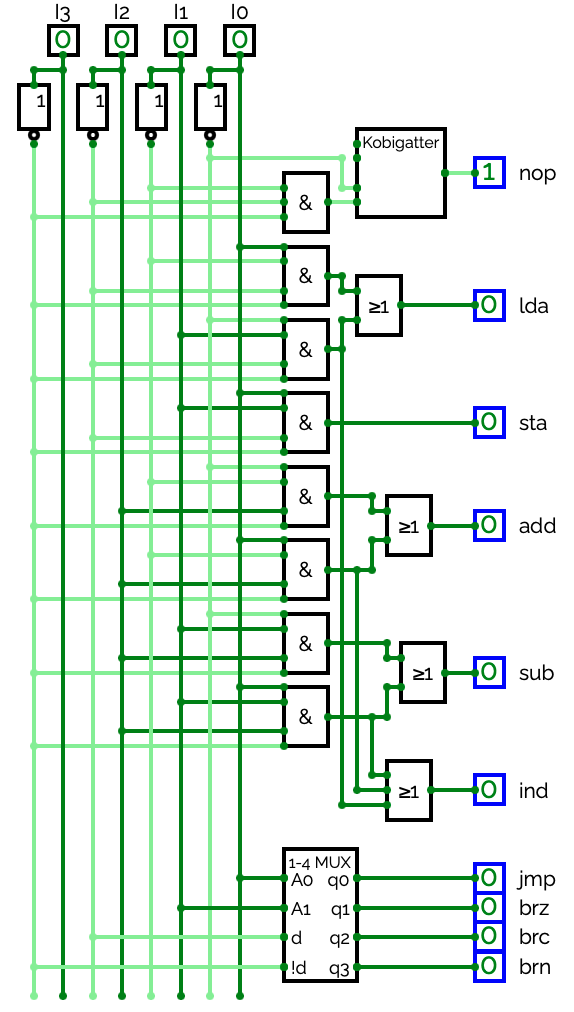 I3 I2 I1 I0
0 0 0 0
1 1 1 1
Kobigatter
1 nop
&
&
≥1 0 lda
&
& 0 sta
&
≥1 0 add
&
&
≥1 0 sub
&
≥1 0 ind
1-4 MUX
A0 q0 0 jmp
A1 q1 0 brz
d q2 0 brc
!d q3 0 brn